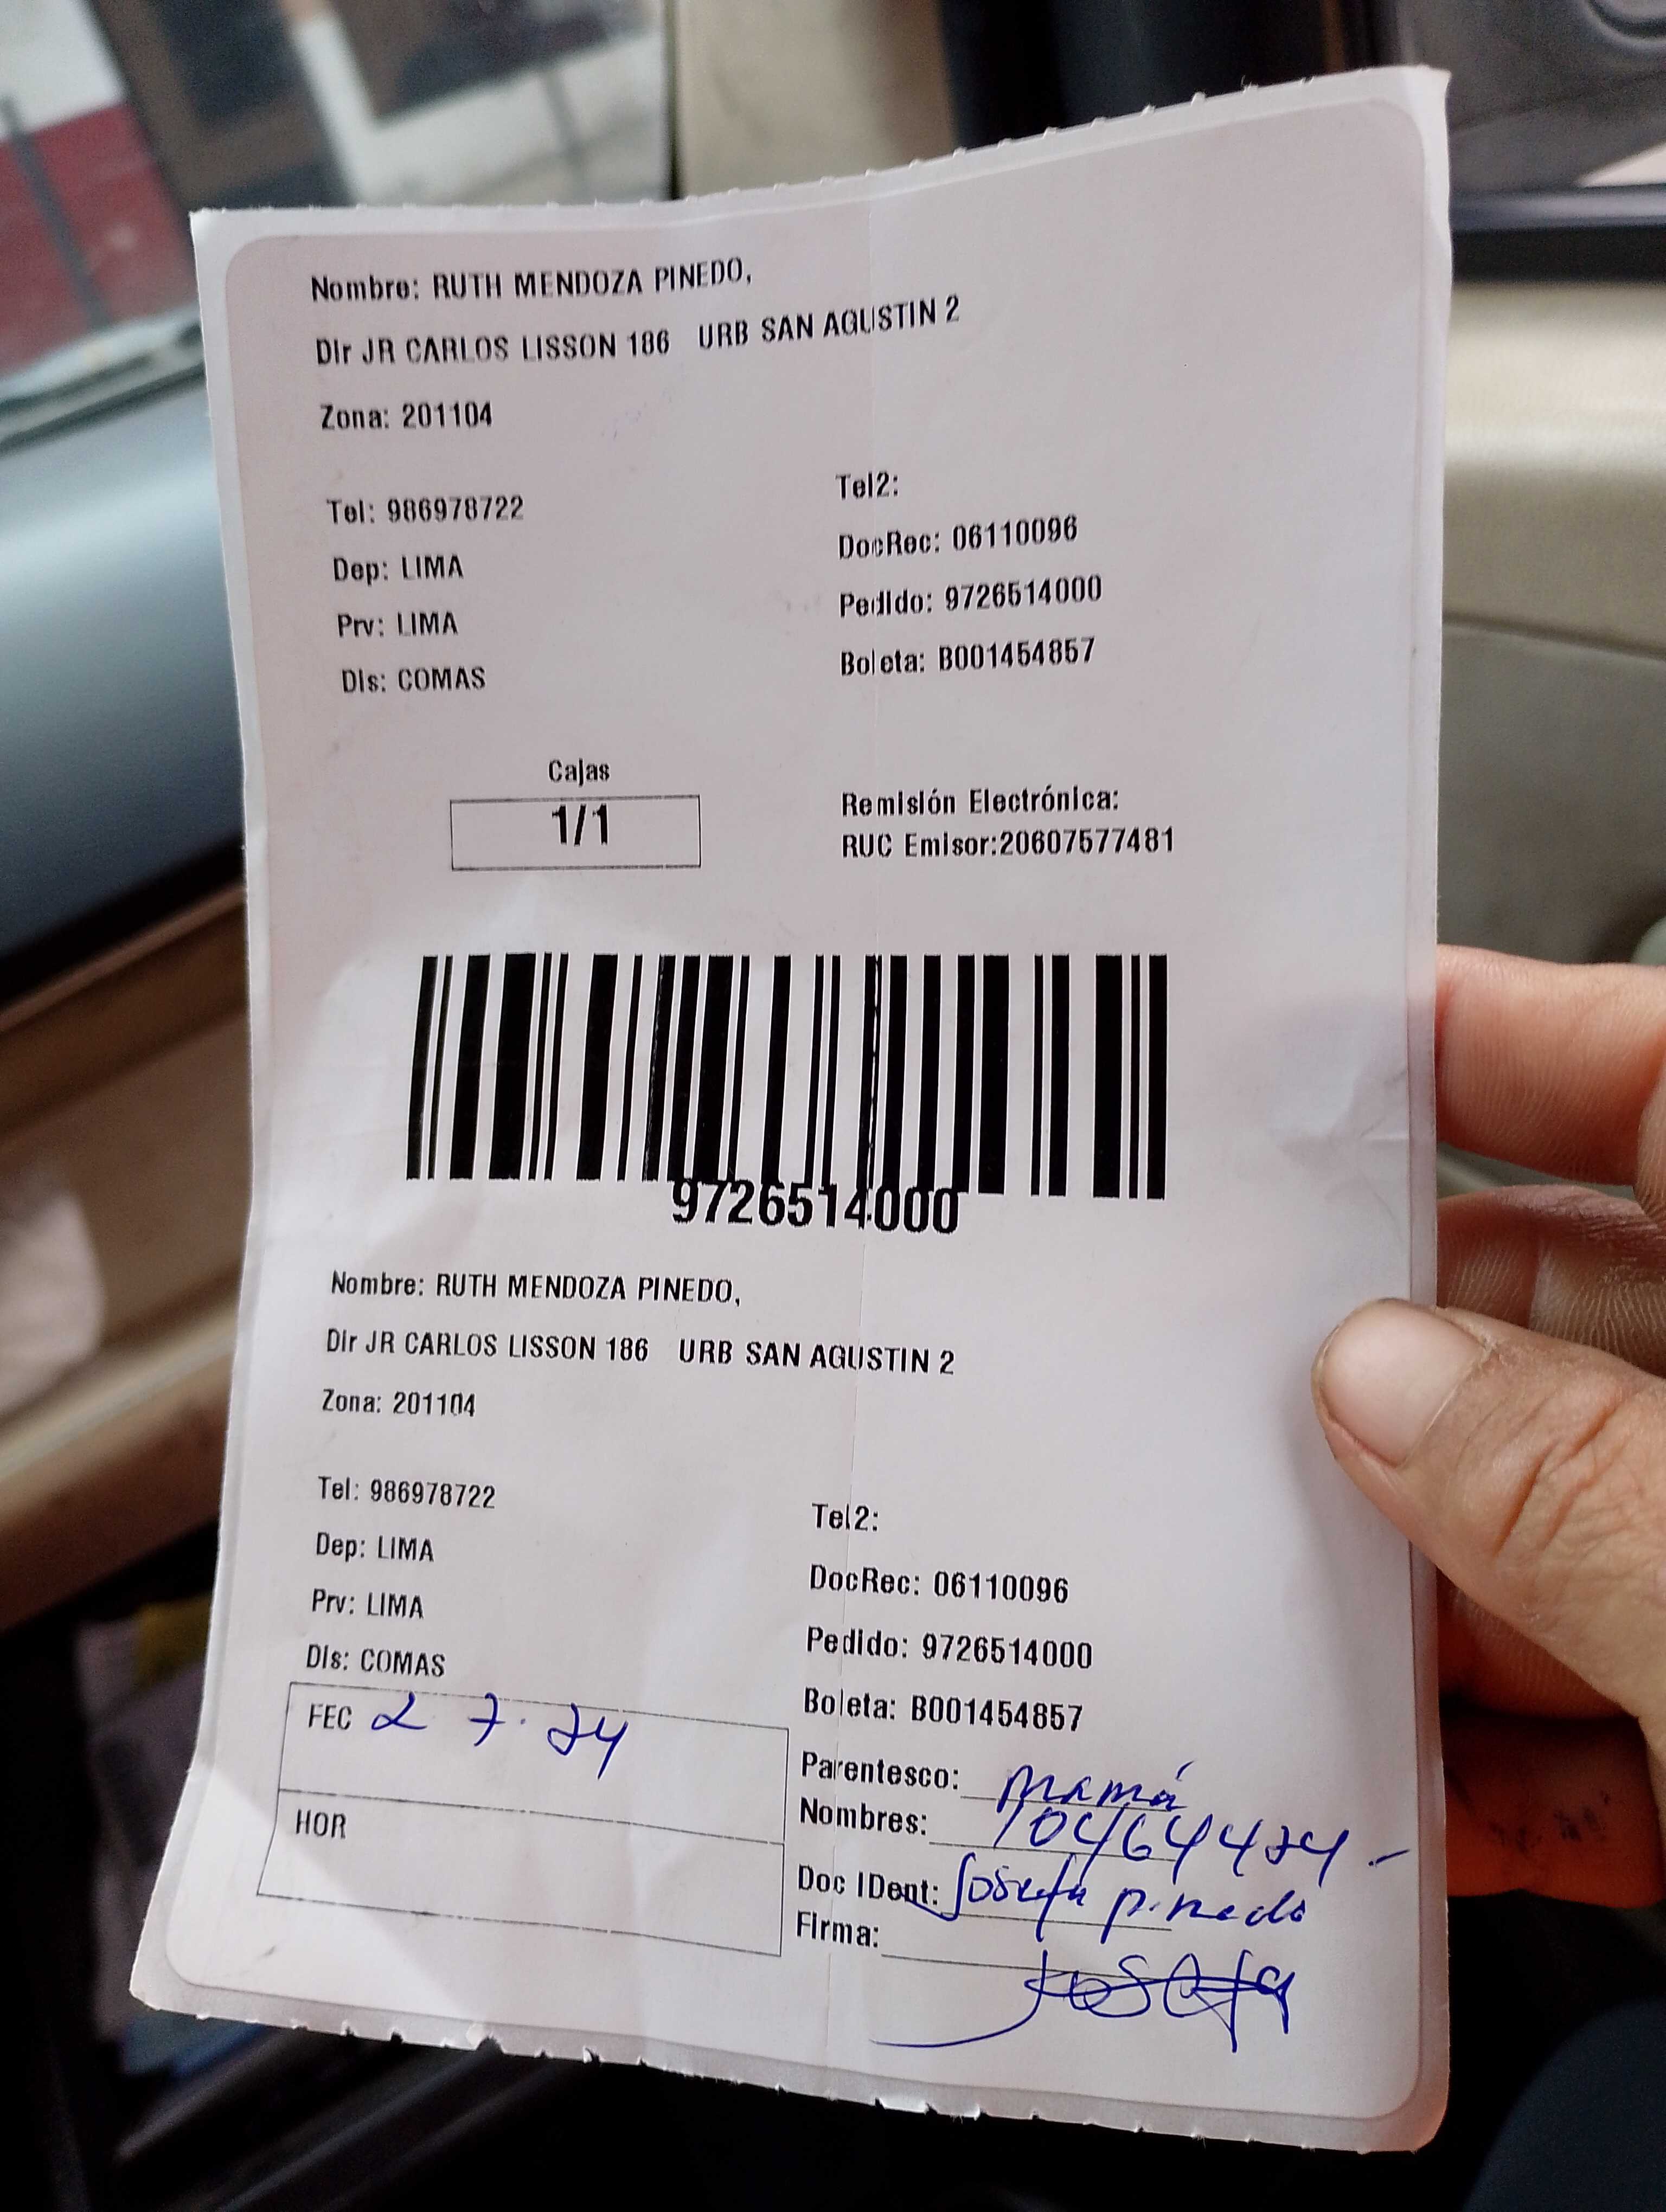 Nombre: RUTH MENDOZA PINEDO,
Dir JR CARLOS LISSON 186 URB SAN AGUSTIN 2
Zona: 201104
Tel: 986978722
Tel2:
Dep: LIMA
DocRec: 06110096
Prv: LIMA
Pedido: 9726514000
Dis: COMAS
Boleta: B001454857
Cajas
1/1
Remisión Electrónica:
RUC Emisor:20607577481
9726514000
Nombre: RUTH MENDOZA PINEDO,
Dir JR CARLOS LISSON 186 URB SAN AGUSTIN 2
Zona: 201104
Tel: 986978722
Tel2:
Dep: LIMA
DocRec: 06110096
Prv: LIMA
Pedido: 9726514000
Dis: COMAS
Boleta: B001454857
FEC 2 7. 24
Parentesco: mamá
Nombres: 10464424 -
HOR
Doc IDent: Josefa pinedo
Firma: Josefa